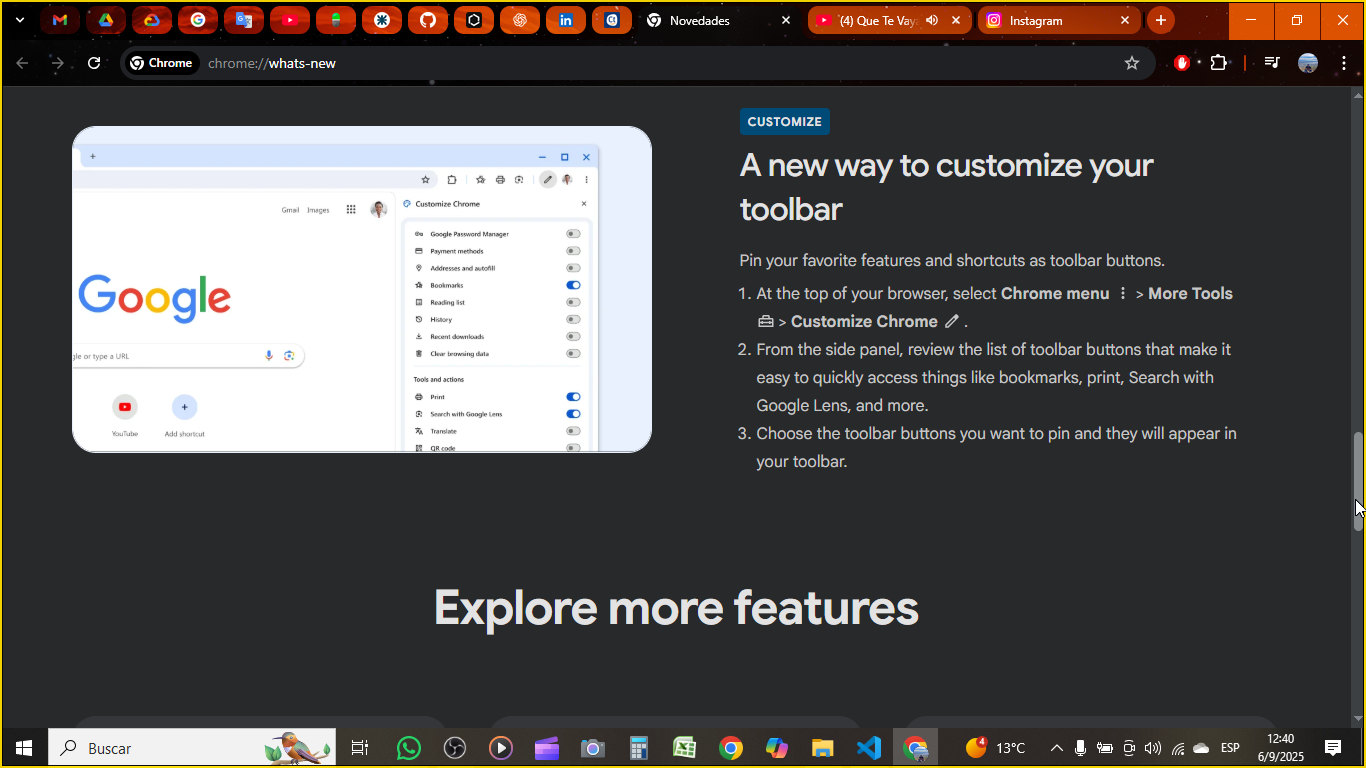 Novedades
(4) Que Te Vay
Instagram
Chrome
chrome://whats-new
Gmail
Images
Google
gle or type a URL
YouTube
Add shortcut
Customize Chrome
Google Password Manager
Payment methods
Addresses and autofill
Bookmarks
Reading list
History
Recent downloads
Clear browsing data
Tools and actions
Print
Search with Google Lens
Translate
QR code
CUSTOMIZE
A new way to customize your
toolbar
Pin your favorite features and shortcuts as toolbar buttons.
1. At the top of your browser, select Chrome menu > More Tools
> Customize Chrome .
2. From the side panel, review the list of toolbar buttons that make it
easy to quickly access things like bookmarks, print, Search with
Google Lens, and more.
3. Choose the toolbar buttons you want to pin and they will appear in
your toolbar.
Explore more features
Buscar
4
13°C
ESP
12:40
6/9/2025